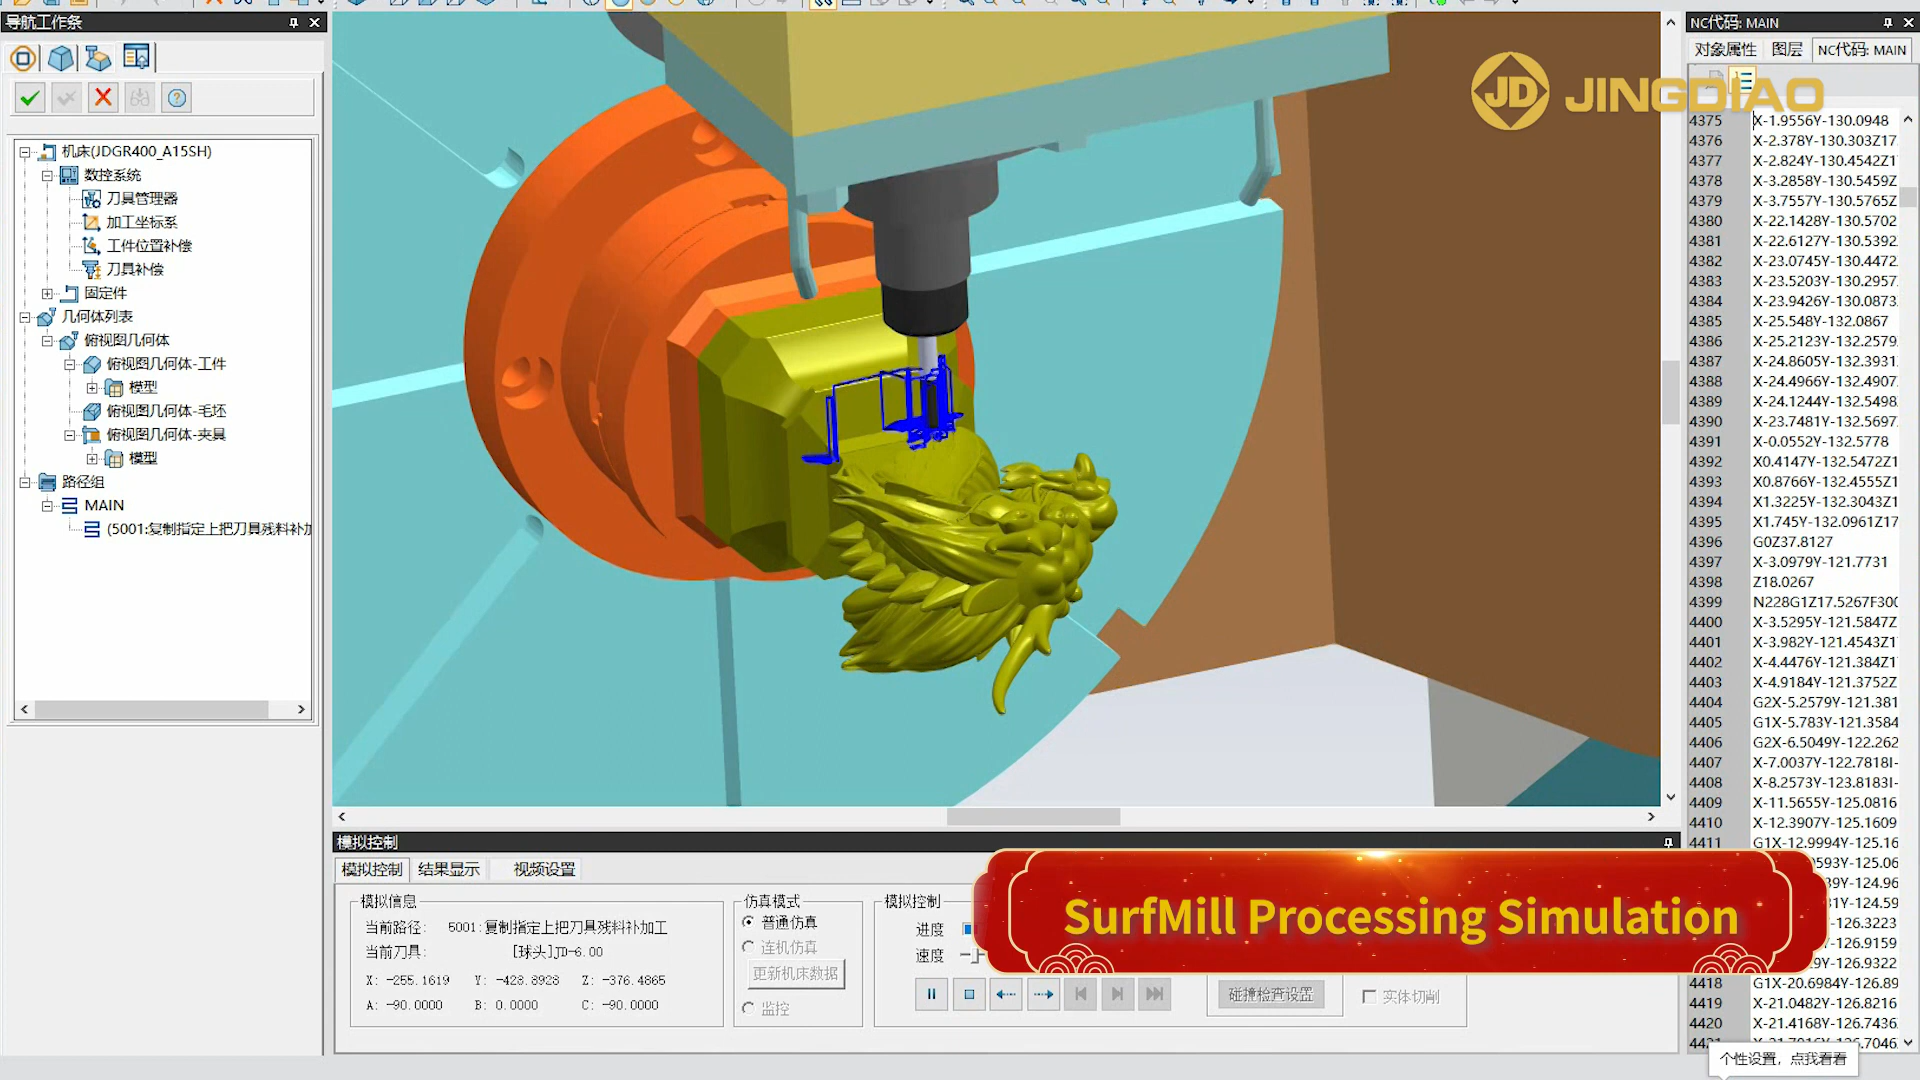 导航工作条
机床(JDGR400_A15SH)
数控系统
刀具管理器
加工坐标系
工件位置补偿
刀具补偿
固定件
几何体列表
俯视图几何体
俯视图几何体-工件
模型
俯视图几何体-毛坯
俯视图几何体-夹具
模型
路径组
MAIN
(5001:复制指定上把刀具残料补加
NC代码: MAIN
对象属性 图层 NC代码: MAIN
JD JINGDIAO
4375 X-1.9556Y-130.0948
4376 X-2.378Y-130.303Z17
4377 X-2.824Y-130.4542Z1
4378 X-3.2858Y-130.5459Z
4379 X-3.7557Y-130.5765Z
4380 X-22.1428Y-130.5702
4381 X-22.6127Y-130.5392
4382 X-23.0745Y-130.4472
4383 X-23.5203Y-130.2957
4384 X-23.9426Y-130.0873
4385 X-25.548Y-132.0867
4386 X-25.2123Y-132.2579
4387 X-24.8605Y-132.3931
4388 X-24.4966Y-132.4907
4389 X-24.1244Y-132.5498
4390 X-23.7481Y-132.5697
4391 X-0.0552Y-132.5778
4392 X0.4147Y-132.5472Z1
4393 X0.8766Y-132.4555Z1
4394 X1.3225Y-132.3043Z1
4395 X1.745Y-132.0961Z17
4396 G0Z37.8127
4397 X-3.0979Y-121.7731
4398 Z18.0267
4399 N228G1Z17.5267F300
4400 X-3.5295Y-121.5847Z
4401 X-3.982Y-121.4543Z1
4402 X-4.4476Y-121.384Z1
4403 X-4.9184Y-121.3752Z
4404 G2X-5.2579Y-121.381
4405 G1X-5.783Y-121.3584
4406 G2X-6.5049Y-122.262
4407 X-7.0037Y-122.7818I-
4408 X-8.2573Y-123.8183I-
4409 X-11.5655Y-125.0816
4410 X-12.3907Y-125.1609
4411 G1X-12.9994Y-125.16
4418 G1X-20.6984Y-126.89
4419 X-21.0482Y-126.8216
4420 X-21.4168Y-126.7436
模拟控制
模拟控制 结果显示 视频设置
模拟信息
当前路径: 5001:复制指定上把刀具残料补加工
当前刀具: [球头]JD-6.00
X: -255.1619 Y: -428.8928 Z: -376.4865
A: -90.0000 B: 0.0000 C: -90.0000
仿真模式
普通仿真
连机仿真
更新机床数据
监控
模拟控制
进度
速度
碰撞检查设置
实体切削
SurfMill Processing Simulation
个性设置，点我看看